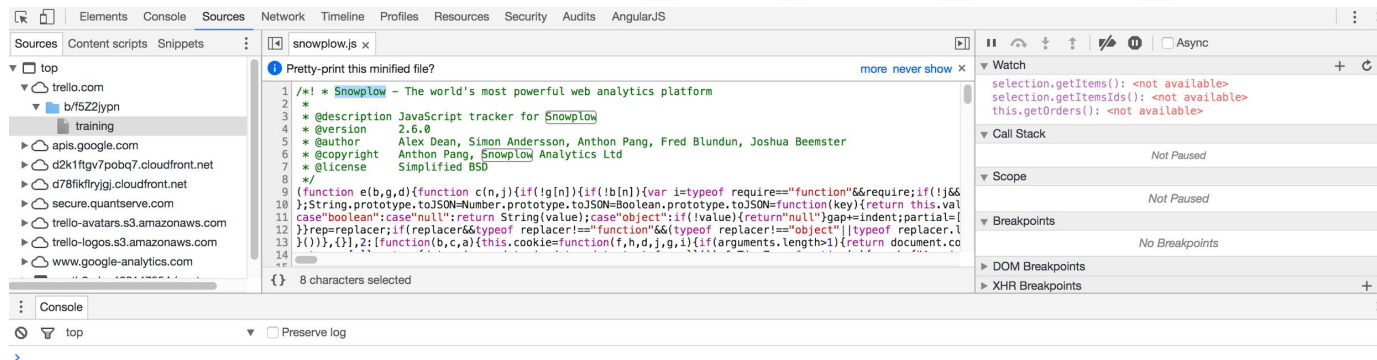 Elements Console Sources Network Timeline Profiles Resources Security Audits AngularJS
Sources Content scripts Snippets
snowplow.js ×
Async
top
trello.com
b/f5Z2jypn
training
apis.google.com
d2k1ftgv7pobq7.cloudfront.net
d78fikflryjgj.cloudfront.net
secure.quantserve.com
trello-avatars.s3.amazonaws.com
trello-logos.s3.amazonaws.com
www.google-analytics.com
Pretty-print this minified file? more never show ×
1 /*! * Snowplow - The world's most powerful web analytics platform
2 *
3 * @description JavaScript tracker for Snowplow
4 * @version 2.6.0
5 * @author Alex Dean, Simon Andersson, Anthon Pang, Fred Blundun, Joshua Beemster
6 * @copyright Anthon Pang, Snowplow Analytics Ltd
7 * @license Simplified BSD
8 */
9 (function e(b,g,d){function c(n,j){if(!g[n]){if(!b[n]){var i=typeof require=="function"&&require;if(!j&&
10 };String.prototype.toJSON=Number.prototype.toJSON=Boolean.prototype.toJSON=function(key){return this.val
11 case"boolean":case"null":return String(value);case"object":if(!value){return"null"}gap+=indent;partial=[
12 }}rep=replacer;if(replacer&&typeof replacer!=="function"&&(typeof replacer!=="object"||typeof replacer.l
13 }())},{}],2:[function(b,c,a){this.cookie=function(f,h,d,j,g,i){if(arguments.length>1){return document.co
14
{} 8 characters selected
Watch
selection.getItems(): <not available>
selection.getItemsIds(): <not available>
this.getOrders(): <not available>
Call Stack
Not Paused
Scope
Not Paused
Breakpoints
No Breakpoints
DOM Breakpoints
XHR Breakpoints
Console
top Preserve log